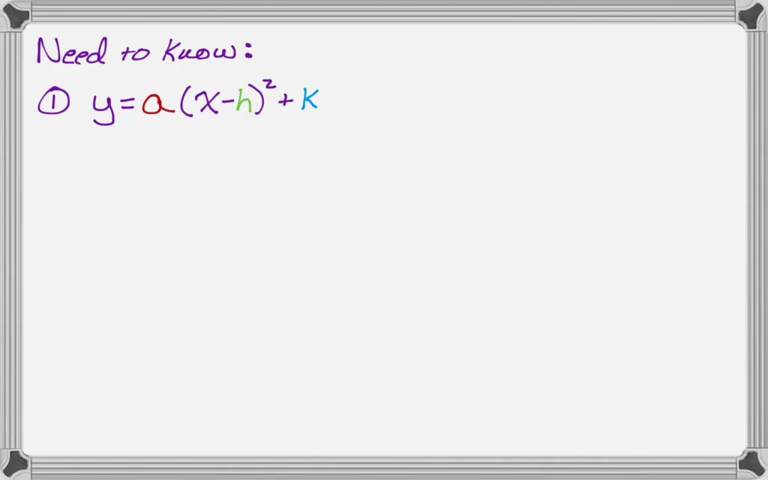 Need to know:
① y=a(x-h)²+k